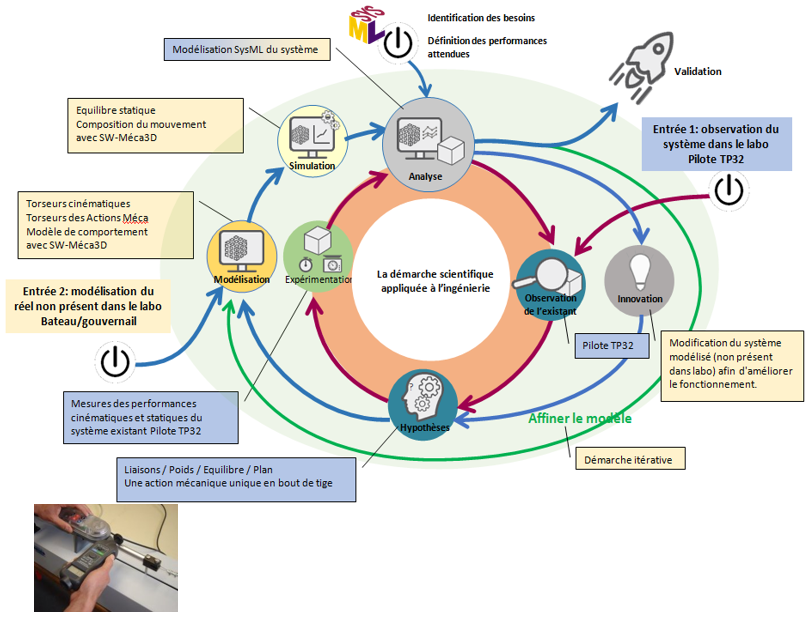 SYS
ML
Identification des besoins
Définition des performances
attendues
Modélisation SysML du système
Validation
Equilibre statique
Composition du mouvement
avec SW-Méca3D
Simulation
Analyse
Entrée 1: observation du
système dans le labo
Pilote TP32
Torseurs cinématiques
Torseurs des Actions Méca
Modèle de comportement
avec SW-Méca3D
Modélisation
Expérimentation
La démarche scientifique
appliquée à l'ingénierie
Observation
de l'existant
Innovation
Entrée 2: modélisation du
réel non présent dans le labo
Bateau/gouvernail
Pilote TP32
Modification du système
modélisé (non présent
dans labo) afin d'améliorer
le fonctionnement.
Mesures des performances
cinématiques et statiques du
système existant Pilote TP32
Hypothèses
Affiner le modèle
Démarche itérative
Liaisons / Poids / Equilibre / Plan
Une action mécanique unique en bout de tige